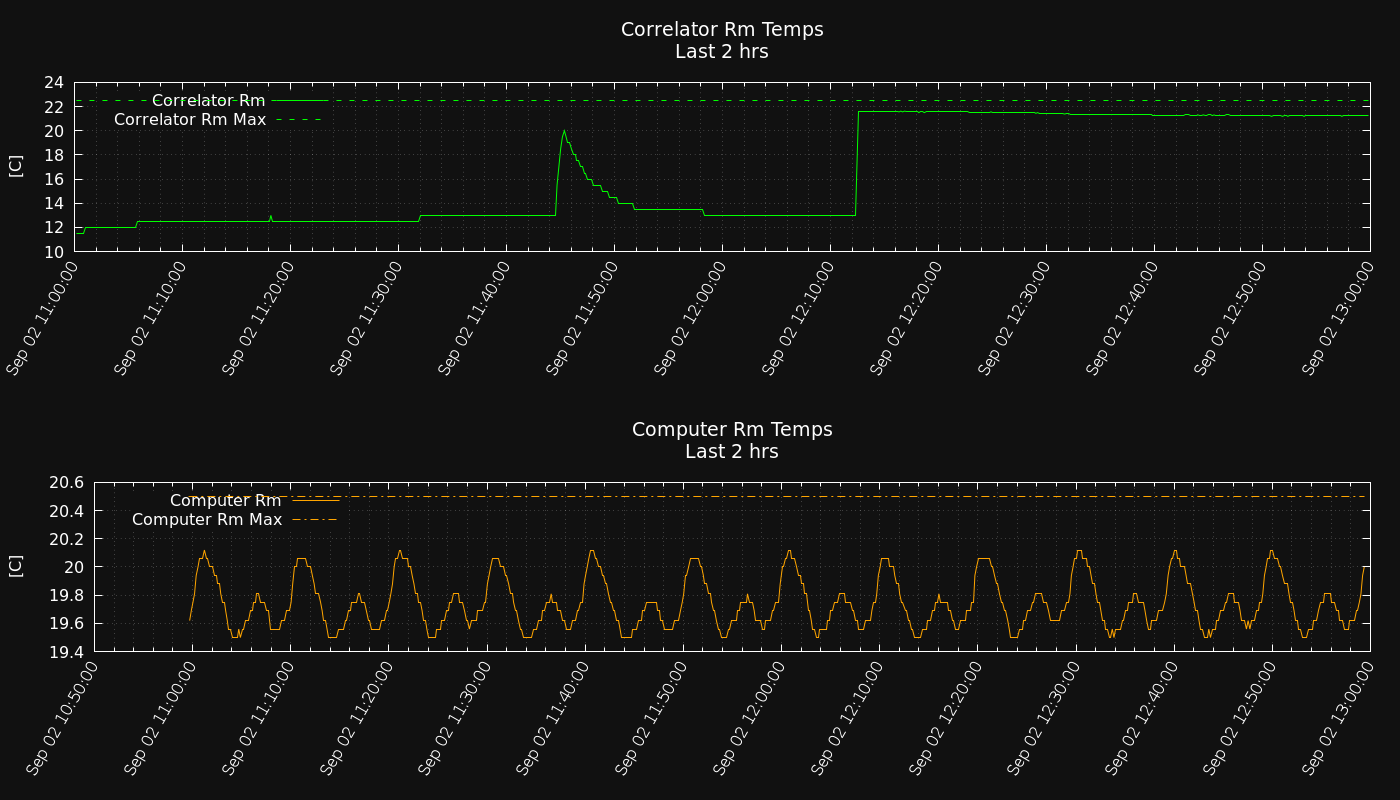 Correlator Rm Temps
Last 2 hrs
24
22
20
18
16
14
12
10
[C]
Correlator Rm
Correlator Rm Max
Sep 02 11:00:00
Sep 02 11:10:00
Sep 02 11:20:00
Sep 02 11:30:00
Sep 02 11:40:00
Sep 02 11:50:00
Sep 02 12:00:00
Sep 02 12:10:00
Sep 02 12:20:00
Sep 02 12:30:00
Sep 02 12:40:00
Sep 02 12:50:00
Sep 02 13:00:00
Computer Rm Temps
Last 2 hrs
20.6
20.4
20.2
20
19.8
19.6
19.4
[C]
Computer Rm
Computer Rm Max
Sep 02 10:50:00
Sep 02 11:00:00
Sep 02 11:10:00
Sep 02 11:20:00
Sep 02 11:30:00
Sep 02 11:40:00
Sep 02 11:50:00
Sep 02 12:00:00
Sep 02 12:10:00
Sep 02 12:20:00
Sep 02 12:30:00
Sep 02 12:40:00
Sep 02 12:50:00
Sep 02 13:00:00